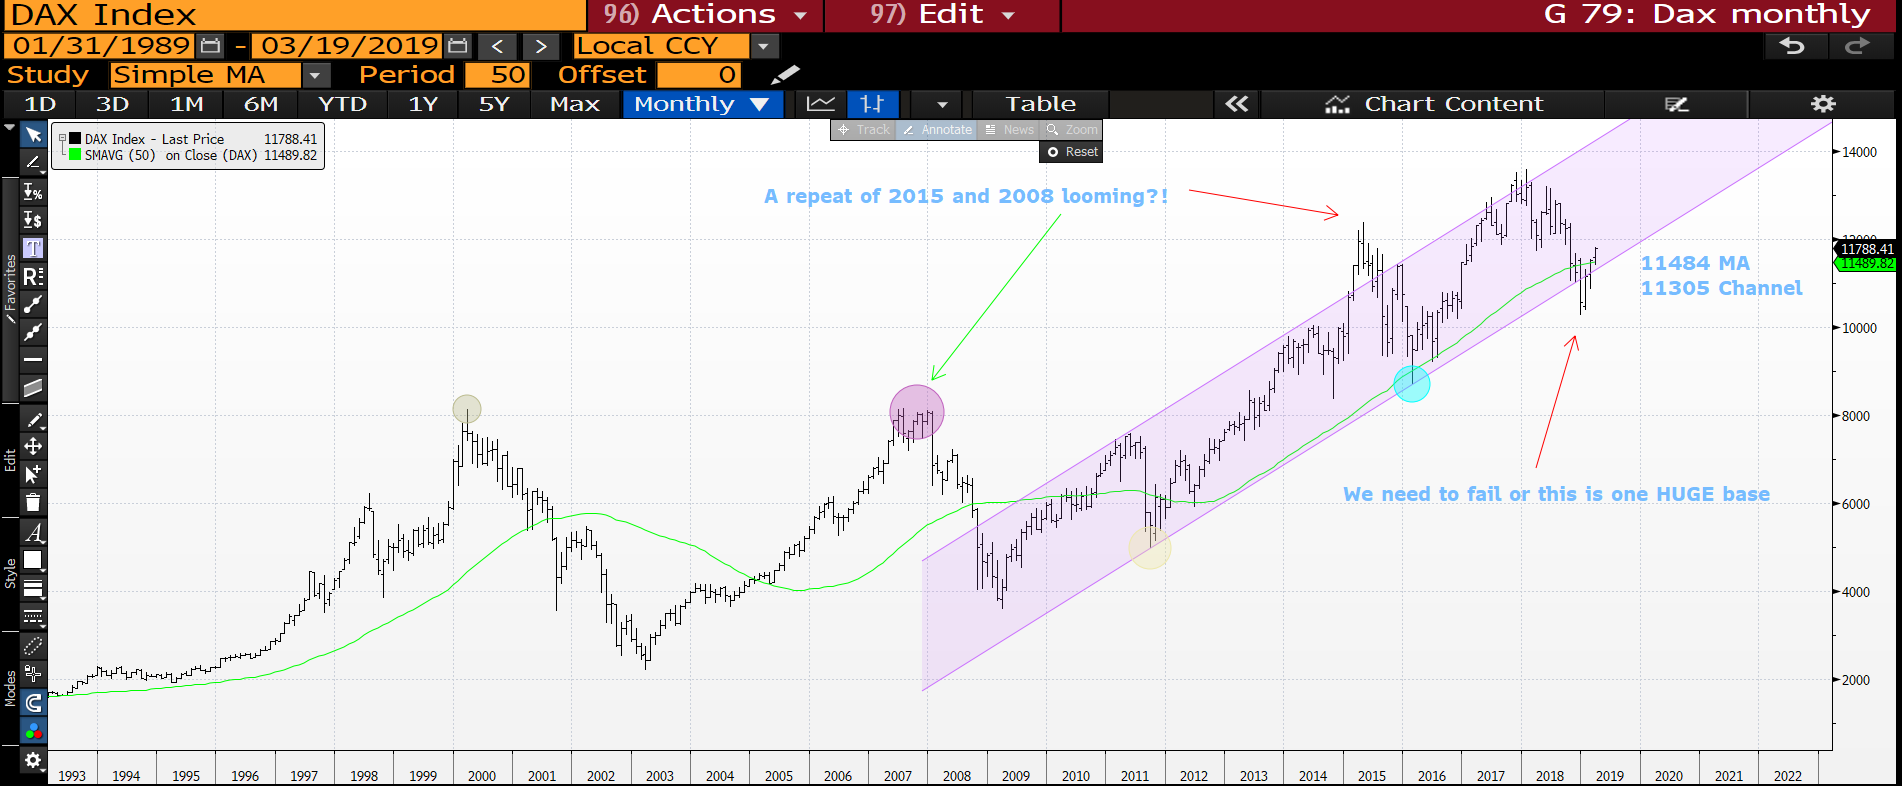 DAX Index
96) Actions
97) Edit
G 79: Dax monthly
01/31/1989 - 03/19/2019
< >
Local CCY
Study Simple MA Period 50 Offset 0
1D 3D 1M 6M YTD 1Y 5Y Max Monthly ▼ Table « Chart Content
Track Annotate News Zoom
Reset
DAX Index - Last Price 11788.41
SMAVG (50) on Close (DAX) 11489.82
A repeat of 2015 and 2008 looming?!
11484 MA
11305 Channel
We need to fail or this is one HUGE base
14000
11788.41
11489.82
10000
8000
6000
4000
2000
Favorites
%
$
T
R
Edit
Style
A
Modes
1993 1994 1995 1996 1997 1998 1999 2000 2001 2002 2003 2004 2005 2006 2007 2008 2009 2010 2011 2012 2013 2014 2015 2016 2017 2018 2019 2020 2021 2022